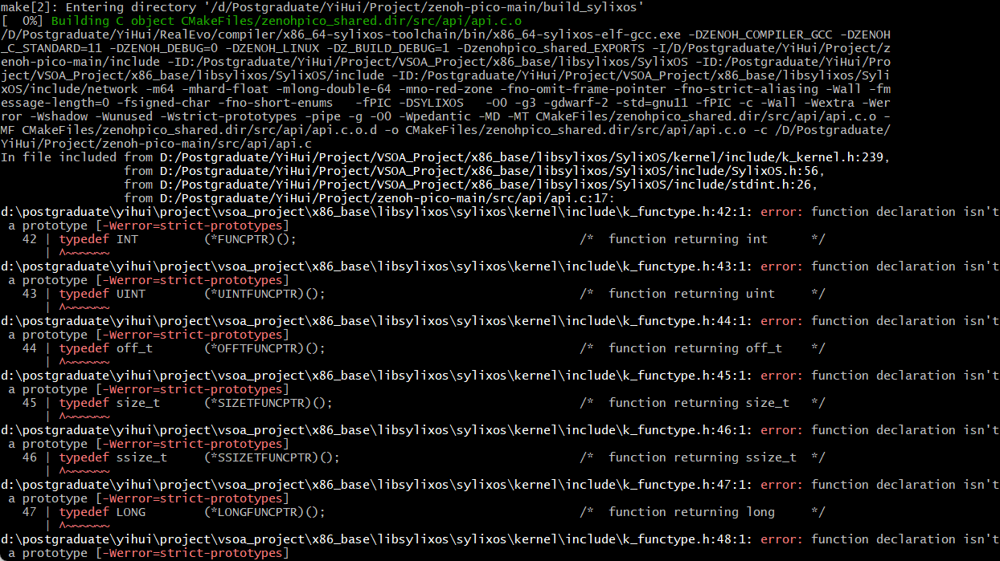 make[2]: Entering directory '/d/Postgraduate/YiHui/Project/zenoh-pico-main/build_sylixos'
[  0%] Building C object CMakeFiles/zenohpico_shared.dir/src/api/api.c.o
/D/Postgraduate/YiHui/RealEvo/compiler/x86_64-sylixos-toolchain/bin/x86_64-sylixos-elf-gcc.exe -DZENOH_COMPILER_GCC -DZENOH
_C_STANDARD=11 -DZENOH_DEBUG=0 -DZENOH_LINUX -DZ_BUILD_DEBUG=1 -Dzenohpico_shared_EXPORTS -I/D/Postgraduate/YiHui/Project/z
enoh-pico-main/include -ID:/Postgraduate/YiHui/Project/VSOA_Project/x86_base/libsylixos/SylixOS -ID:/Postgraduate/YiHui/Pro
ject/VSOA_Project/x86_base/libsylixos/SylixOS/include -ID:/Postgraduate/YiHui/Project/VSOA_Project/x86_base/libsylixos/Syli
xOS/include/network -m64 -mhard-float -mlong-double-64 -mno-red-zone -fno-omit-frame-pointer -fno-strict-aliasing -Wall -fm
essage-length=0 -fsigned-char -fno-short-enums   -fPIC -DSYLIXOS   -O0 -g3 -gdwarf-2 -std=gnu11 -fPIC -c -Wall -Wextra -Wer
ror -Wshadow -Wunused -Wstrict-prototypes -pipe -g -O0 -Wpedantic -MD -MT CMakeFiles/zenohpico_shared.dir/src/api/api.c.o -
MF CMakeFiles/zenohpico_shared.dir/src/api/api.c.o.d -o CMakeFiles/zenohpico_shared.dir/src/api/api.c.o -c /D/Postgraduate/
YiHui/Project/zenoh-pico-main/src/api/api.c
In file included from D:/Postgraduate/YiHui/Project/VSOA_Project/x86_base/libsylixos/SylixOS/kernel/include/k_kernel.h:239,
                 from D:/Postgraduate/YiHui/Project/VSOA_Project/x86_base/libsylixos/SylixOS/include/SylixOS.h:56,
                 from D:/Postgraduate/YiHui/Project/VSOA_Project/x86_base/libsylixos/SylixOS/include/stdint.h:26,
                 from D:/Postgraduate/YiHui/Project/zenoh-pico-main/src/api/api.c:17:
d:\postgraduate\yihui\project\vsoa_project\x86_base\libsylixos\sylixos\kernel\include\k_functype.h:42:1: error: function declaration isn't
 a prototype [-Werror=strict-prototypes]
   42 | typedef INT         (*FUNCPTR)();                                       /*  function returning int      */
      | ^~~~~~~
d:\postgraduate\yihui\project\vsoa_project\x86_base\libsylixos\sylixos\kernel\include\k_functype.h:43:1: error: function declaration isn't
 a prototype [-Werror=strict-prototypes]
   43 | typedef UINT        (*UINTFUNCPTR)();                                   /*  function returning uint     */
      | ^~~~~~~
d:\postgraduate\yihui\project\vsoa_project\x86_base\libsylixos\sylixos\kernel\include\k_functype.h:44:1: error: function declaration isn't
 a prototype [-Werror=strict-prototypes]
   44 | typedef off_t       (*OFFTFUNCPTR)();                                   /*  function returning off_t    */
      | ^~~~~~~
d:\postgraduate\yihui\project\vsoa_project\x86_base\libsylixos\sylixos\kernel\include\k_functype.h:45:1: error: function declaration isn't
 a prototype [-Werror=strict-prototypes]
   45 | typedef size_t      (*SIZETFUNCPTR)();                                  /*  function returning size_t   */
      | ^~~~~~~
d:\postgraduate\yihui\project\vsoa_project\x86_base\libsylixos\sylixos\kernel\include\k_functype.h:46:1: error: function declaration isn't
 a prototype [-Werror=strict-prototypes]
   46 | typedef ssize_t     (*SSIZETFUNCPTR)();                                 /*  function returning ssize_t  */
      | ^~~~~~~
d:\postgraduate\yihui\project\vsoa_project\x86_base\libsylixos\sylixos\kernel\include\k_functype.h:47:1: error: function declaration isn't
 a prototype [-Werror=strict-prototypes]
   47 | typedef LONG        (*LONGFUNCPTR)();                                   /*  function returning long     */
      | ^~~~~~~
d:\postgraduate\yihui\project\vsoa_project\x86_base\libsylixos\sylixos\kernel\include\k_functype.h:48:1: error: function declaration isn't
 a prototype [-Werror=strict-prototypes]